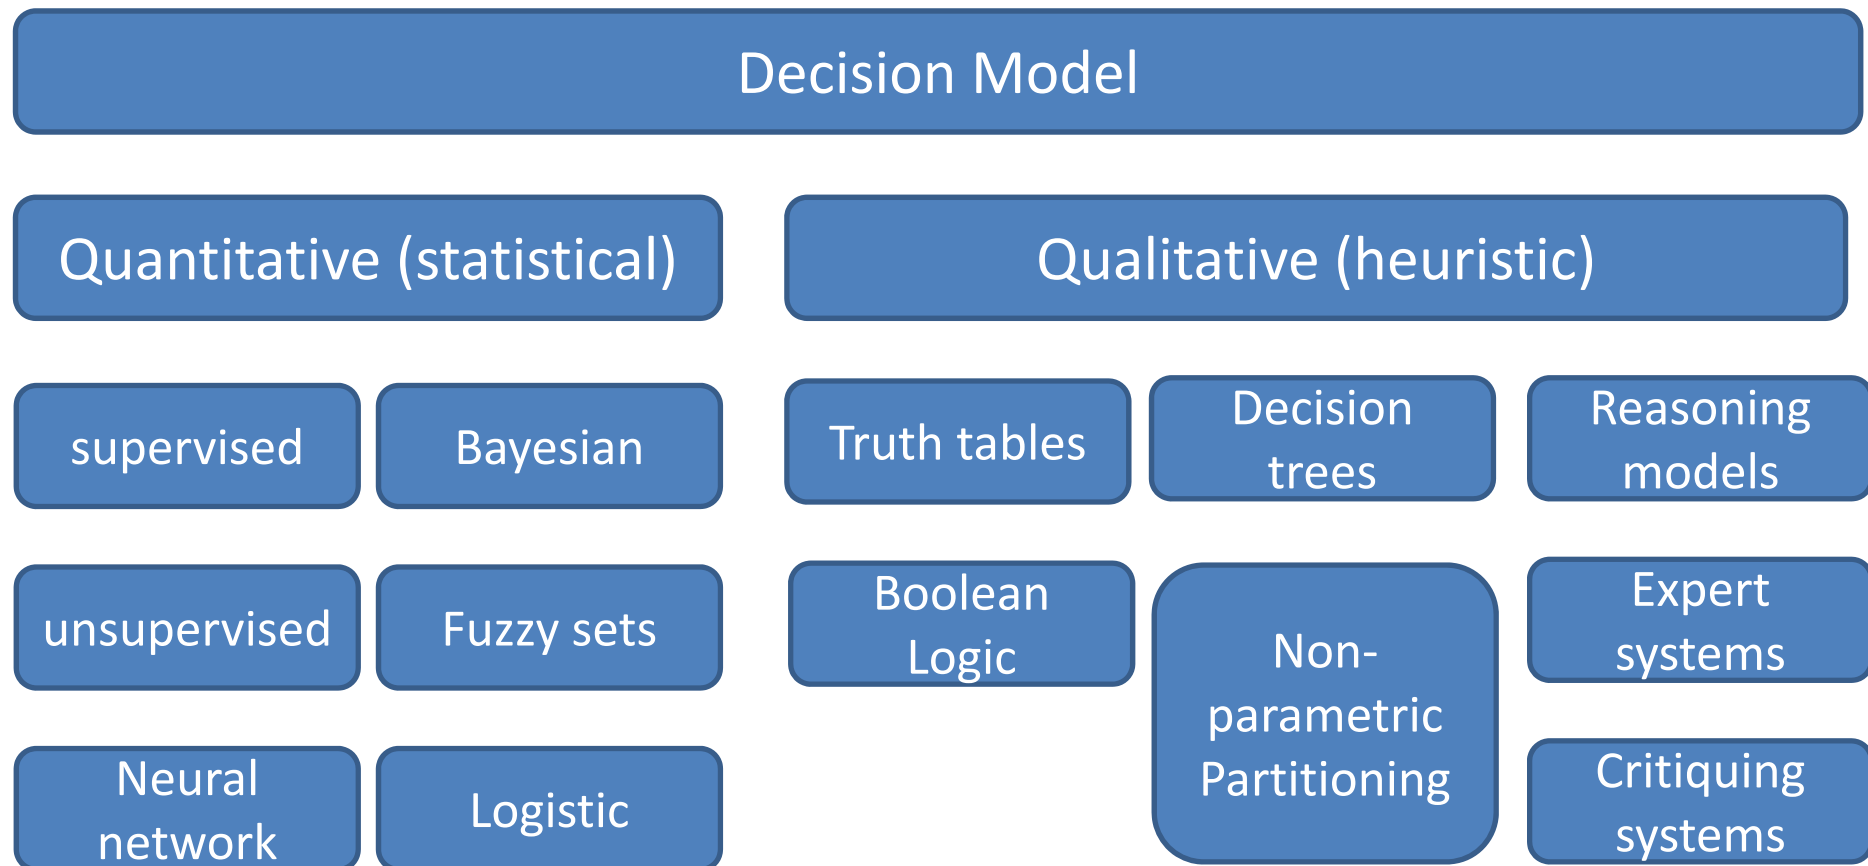 Decision Model
Quantitative (statistical)
Qualitative (heuristic)
supervised
Bayesian
Truth tables
Decision
trees
Reasoning
models
unsupervised
Fuzzy sets
Boolean
Logic
Non-
parametric
Partitioning
Expert
systems
Neural
network
Logistic
Critiquing
systems